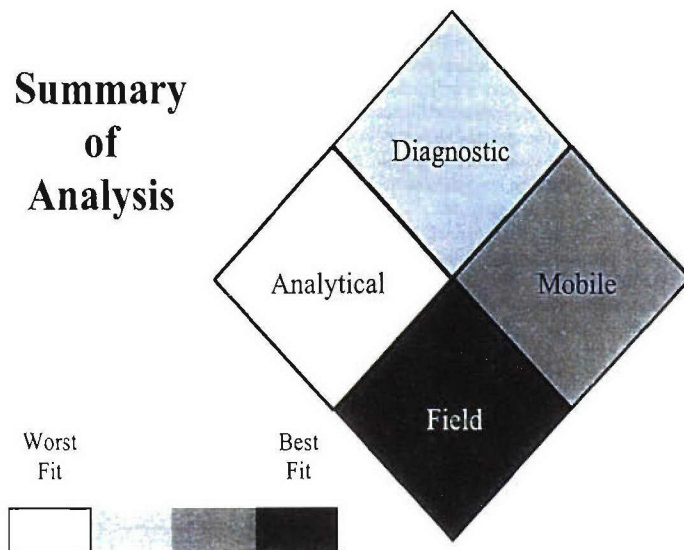 Summary
of
Analysis
Diagnostic
Analytical
Mobile
Field
Worst
Fit
Best
Fit